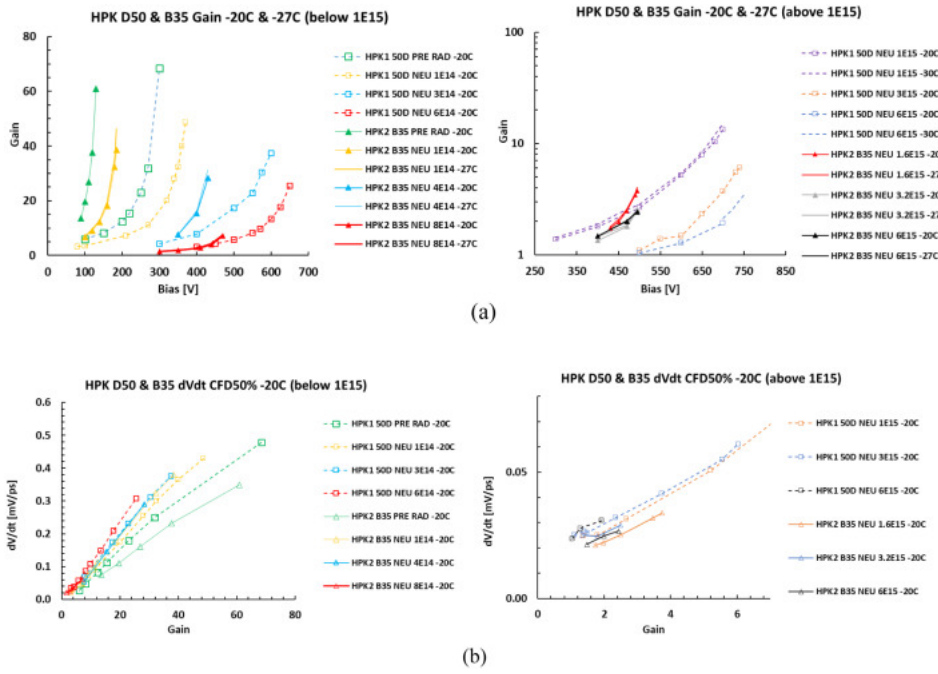 HPK D50 & B35 Gain -20C & -27C (below 1E15)
80
60
40
20
0
Gain
0 100 200 300 400 500 600 700
Bias [V]
HPK1 50D PRE RAD -20C
HPK1 50D NEU 1E14 -20C
HPK1 50D NEU 3E14 -20C
HPK1 50D NEU 6E14 -20C
HPK2 B35 PRE RAD -20C
HPK2 B35 NEU 1E14 -20C
HPK2 B35 NEU 1E14 -27C
HPK2 B35 NEU 4E14 -20C
HPK2 B35 NEU 4E14 -27C
HPK2 B35 NEU 8E14 -20C
HPK2 B35 NEU 8E14 -27C
HPK D50 & B35 Gain -20C & -27C (above 1E15)
100
10
1
Gain
250 350 450 550 650 750 850
Bias [V]
HPK1 50D NEU 1E15 -20C
HPK1 50D NEU 1E15 -30C
HPK1 50D NEU 3E15 -20C
HPK1 50D NEU 6E15 -20C
HPK1 50D NEU 6E15 -30C
HPK2 B35 NEU 1.6E15 -20
HPK2 B35 NEU 1.6E15 -27
HPK2 B35 NEU 3.2E15 -20
HPK2 B35 NEU 3.2E15 -27
HPK2 B35 NEU 6E15 -20C
HPK2 B35 NEU 6E15 -27C
(a)
HPK D50 & B35 dVdt CFD50% -20C (below 1E15)
0.6
0.5
0.4
0.3
0.2
0.1
0.0
dV/dt [mV/ps]
0 20 40 60 80
Gain
HPK1 50D PRE RAD -20C
HPK1 50D NEU 1E14 -20C
HPK1 50D NEU 3E14 -20C
HPK1 50D NEU 6E14 -20C
HPK2 B35 PRE RAD -20C
HPK2 B35 NEU 1E14 -20C
HPK2 B35 NEU 4E14 -20C
HPK2 B35 NEU 8E14 -20C
HPK D50 & B35 dVdt CFD50% -20C (above 1E15)
0.05
0.00
dV/dt [mV/ps]
0 2 4 6
Gain
HPK1 50D NEU 1E15 -20C
HPK1 50D NEU 3E15 -20C
HPK1 50D NEU 6E15 -20C
HPK2 B35 NEU 1.6E15 -20C
HPK2 B35 NEU 3.2E15 -20C
HPK2 B35 NEU 6E15 -20C
(b)